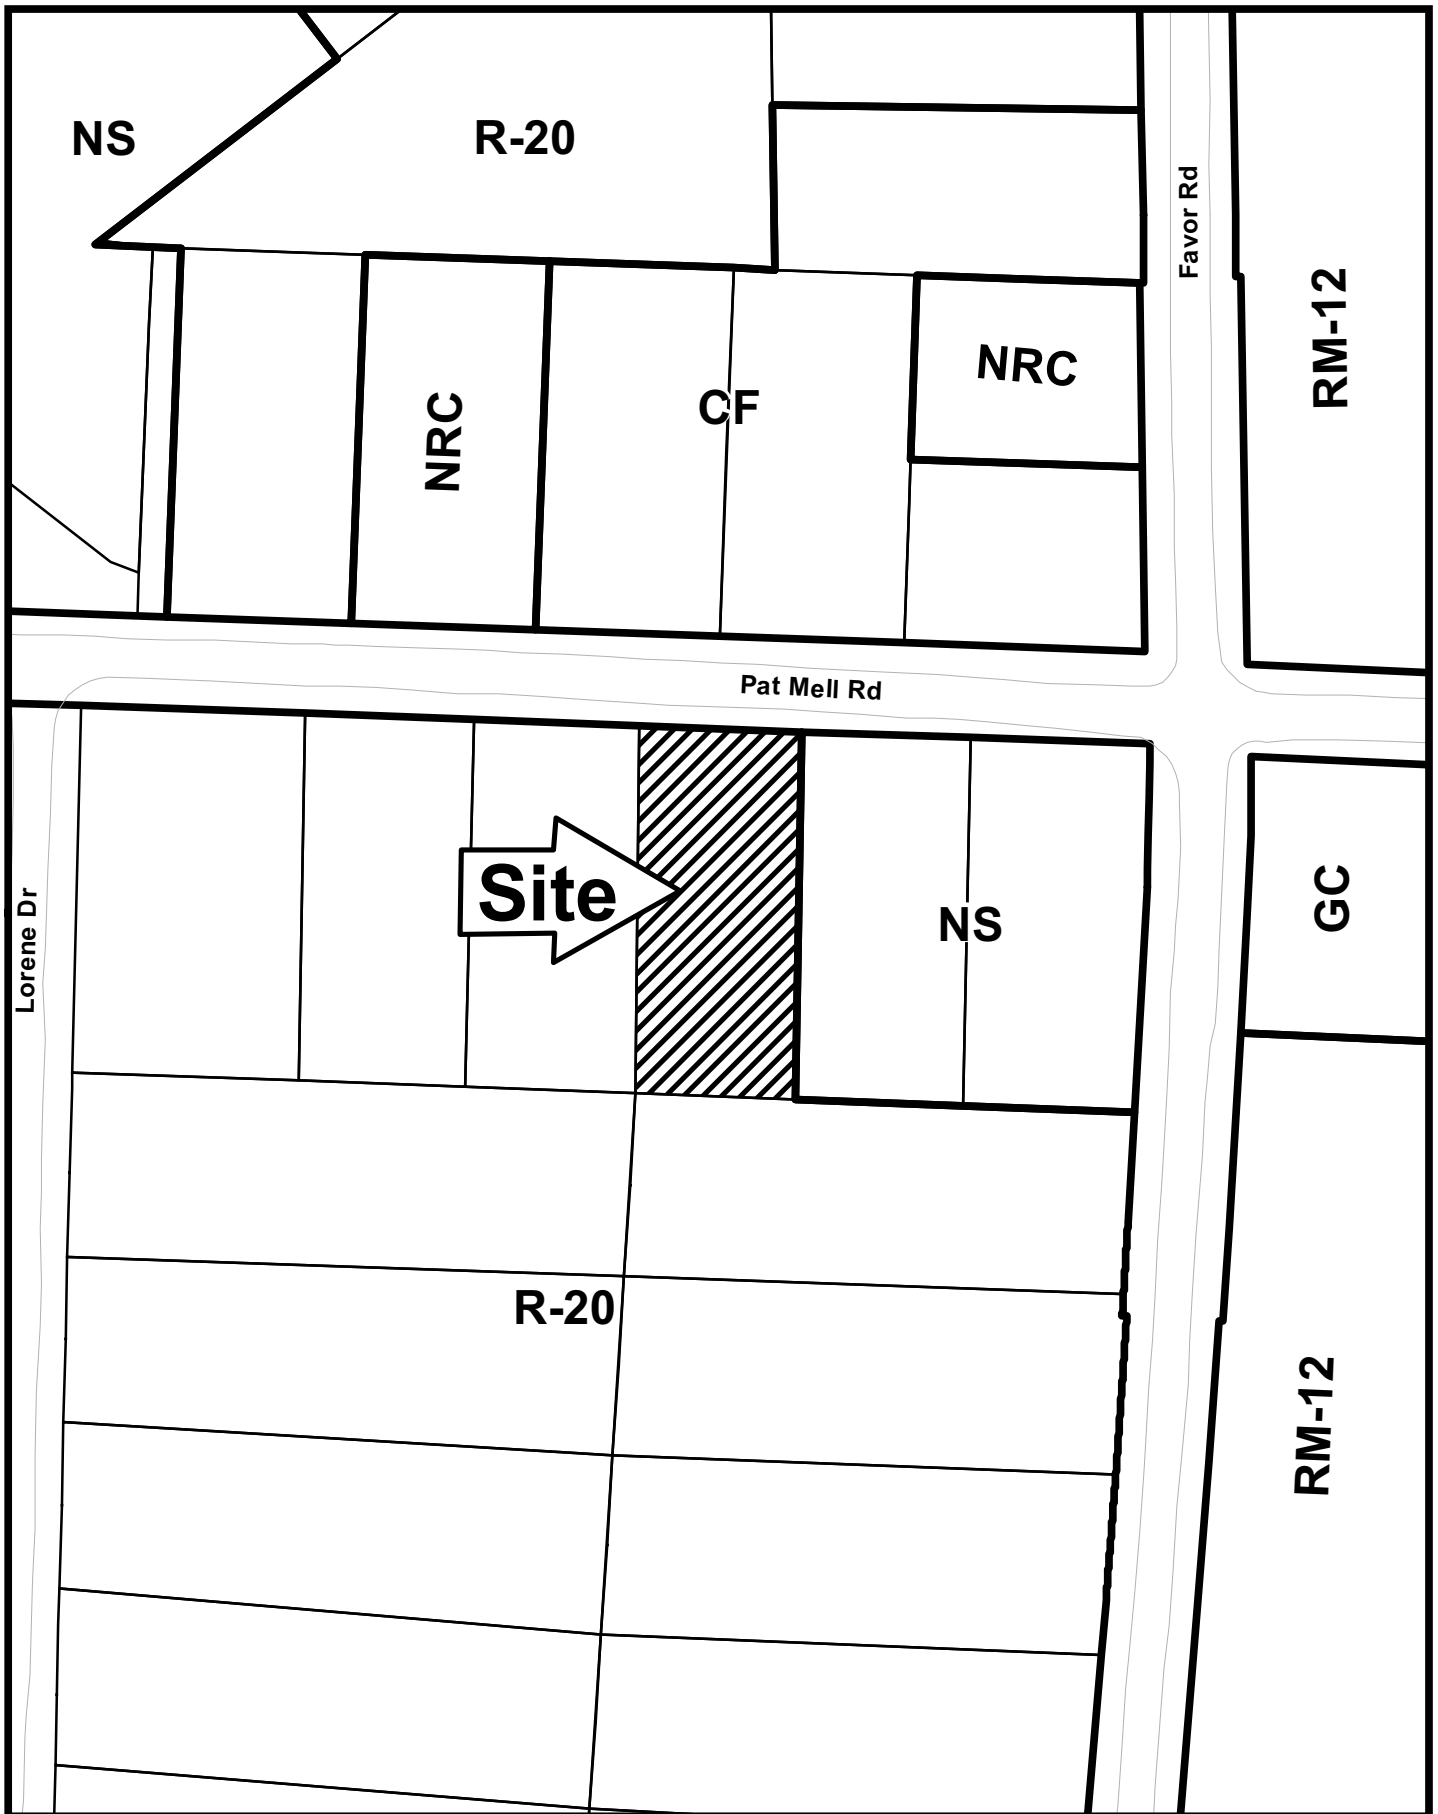 NS
R-20
Favor Rd
RM-12
NRC
CF
NRC
Pat Mell Rd
Site
NS
GC
Lorene Dr
R-20
RM-12